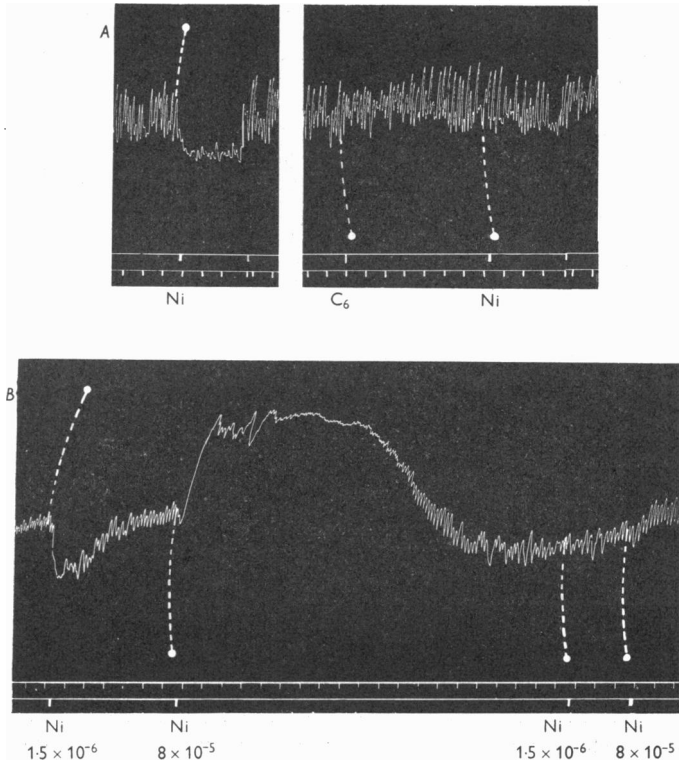 A
Ni C₆ Ni
B
Ni Ni Ni Ni
1·5 × 10⁻⁶ 8 × 10⁻⁵ 1·5 × 10⁻⁶ 8 × 10⁻⁵